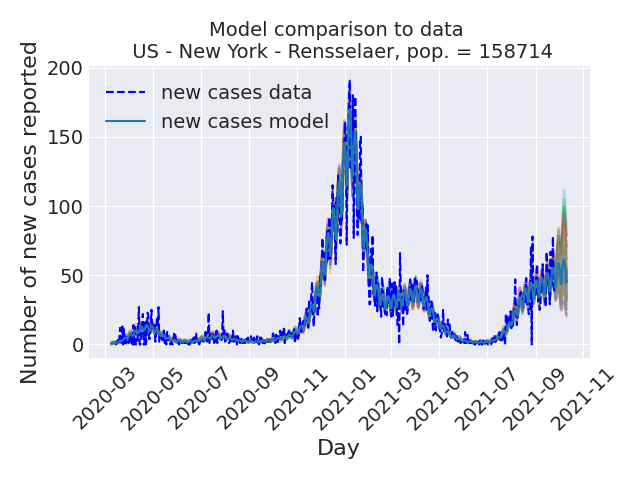 Model comparison to data
US - New York - Rensselaer, pop. = 158714
Number of new cases reported
200
150
100
50
0
new cases data
new cases model
2020-03
2020-05
2020-07
2020-09
2020-11
2021-01
2021-03
2021-05
2021-07
2021-09
2021-11
Day